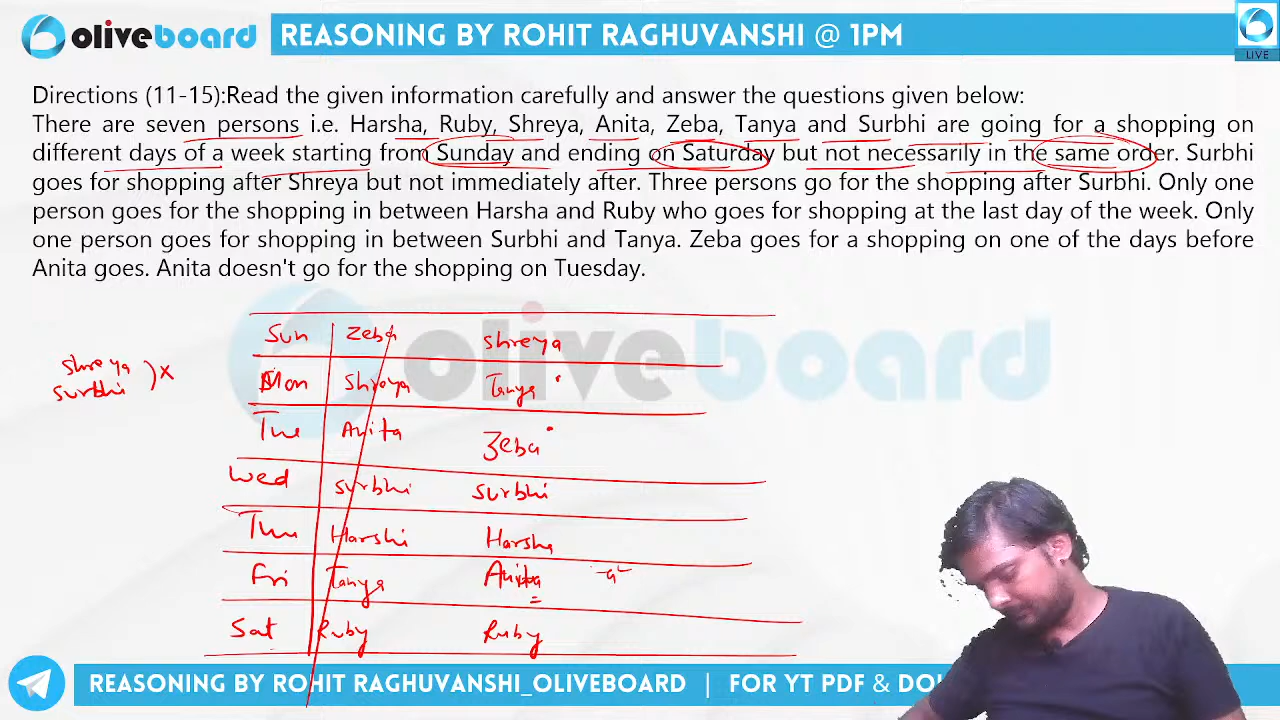 oliveboard
REASONING BY ROHIT RAGHUVANSHI @ 1PM
LIVE
Directions (11-15):Read the given information carefully and answer the questions given below:
There are seven persons i.e. Harsha, Ruby, Shreya, Anita, Zeba, Tanya and Surbhi are going for a shopping on
different days of a week starting from Sunday and ending on Saturday but not necessarily in the same order. Surbhi
goes for shopping after Shreya but not immediately after. Three persons go for the shopping after Surbhi. Only one
person goes for the shopping in between Harsha and Ruby who goes for shopping at the last day of the week. Only
one person goes for shopping in between Surbhi and Tanya. Zeba goes for a shopping on one of the days before
Anita goes. Anita doesn't go for the shopping on Tuesday.
oliveboard
Shreya
Surbhi ) x
Sun Zeba Shreya
Mon Shreya Tanya
Tue Anita Zeba
Wed Surbhi Surbhi
Thu Harshi Harsha
Fri Tanya Anita
Sat Ruby Ruby
REASONING BY ROHIT RAGHUVANSHI_OLIVEBOARD | FOR YT PDF & DOU